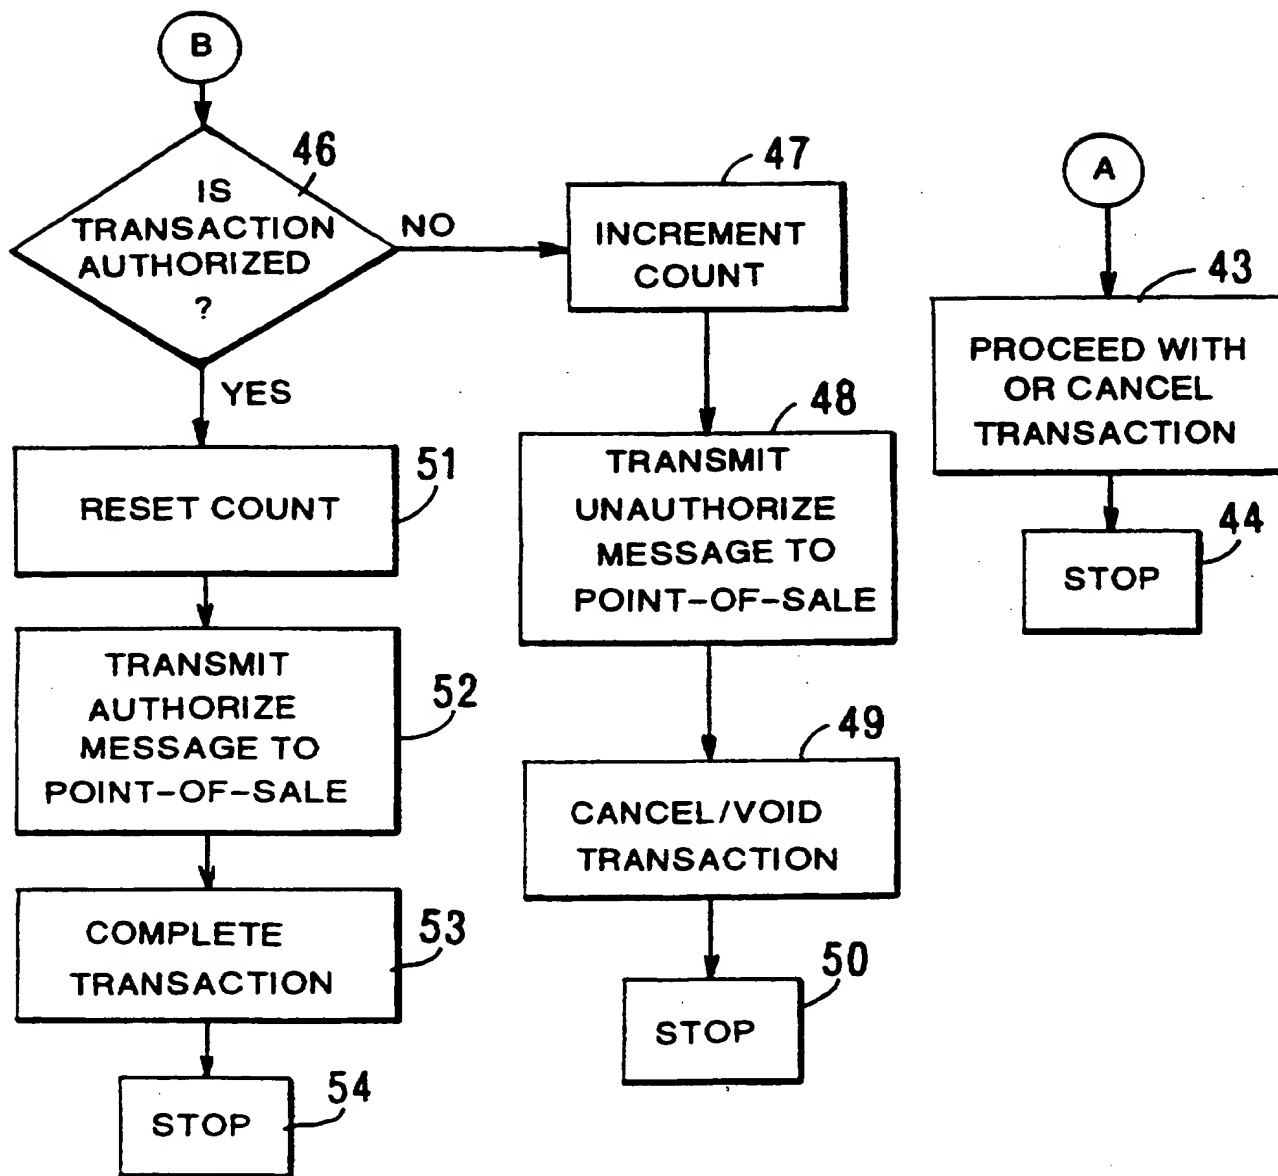 B
46
IS
TRANSACTION
AUTHORIZED
?
NO
YES
47
INCREMENT
COUNT
48
TRANSMIT
UNAUTHORIZE
MESSAGE TO
POINT-OF-SALE
49
CANCEL/VOID
TRANSACTION
50
STOP
51
RESET COUNT
52
TRANSMIT
AUTHORIZE
MESSAGE TO
POINT-OF-SALE
53
COMPLETE
TRANSACTION
54
STOP
A
43
PROCEED WITH
OR CANCEL
TRANSACTION
44
STOP